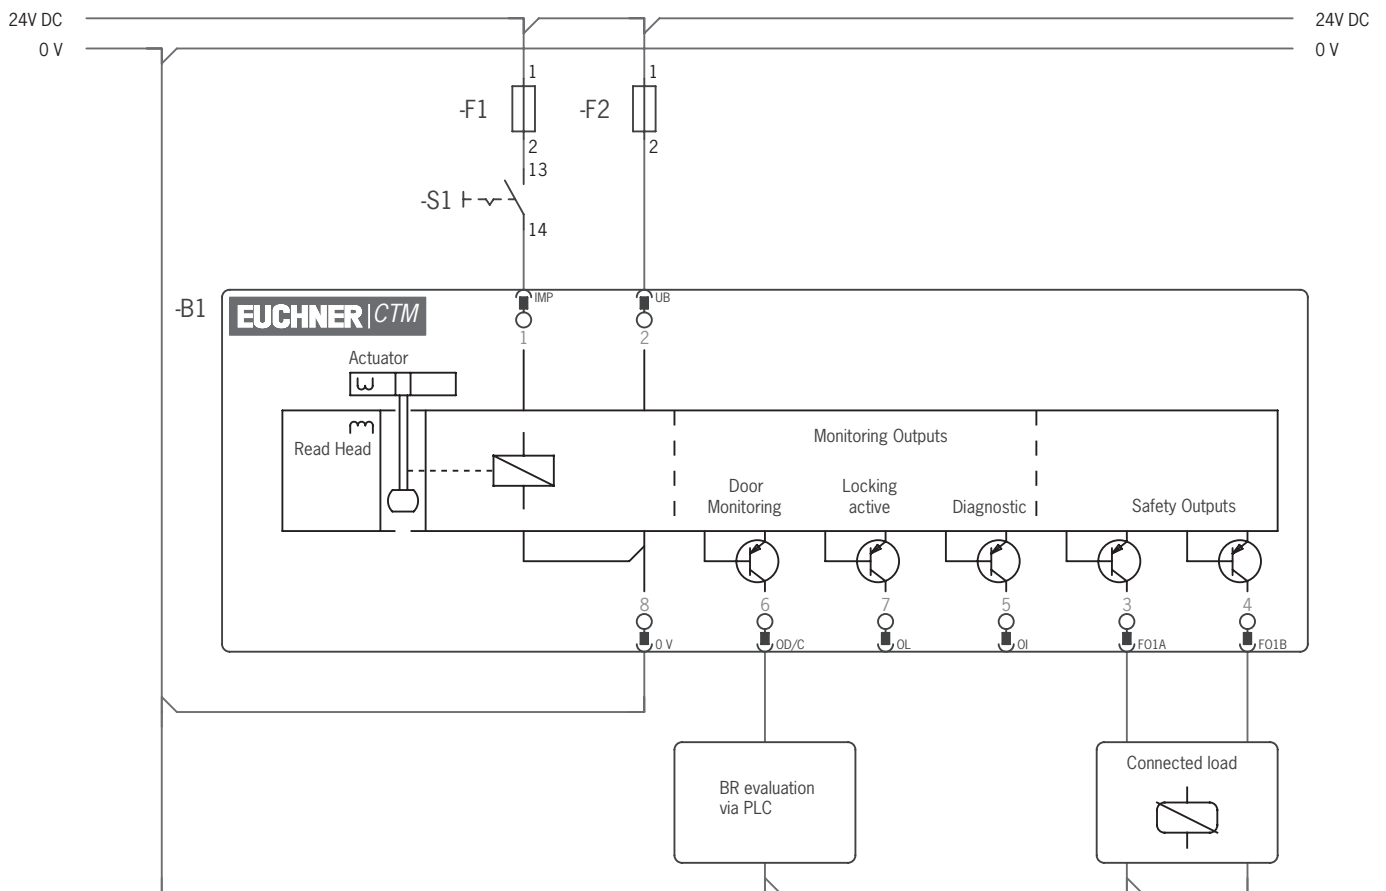 24V DC
24V DC
0 V
0 V
1
1
-F1
-F2
2
2
13
-S1
14
-B1
EUCHNER CTM
IMP
UB
1
2
Actuator
Read Head
Monitoring Outputs
Door
Monitoring
Locking
active
Diagnostic
Safety Outputs
8
6
7
5
3
4
0 V
OD/C
OL
OI
FO1A
FO1B
BR evaluation
via PLC
Connected load